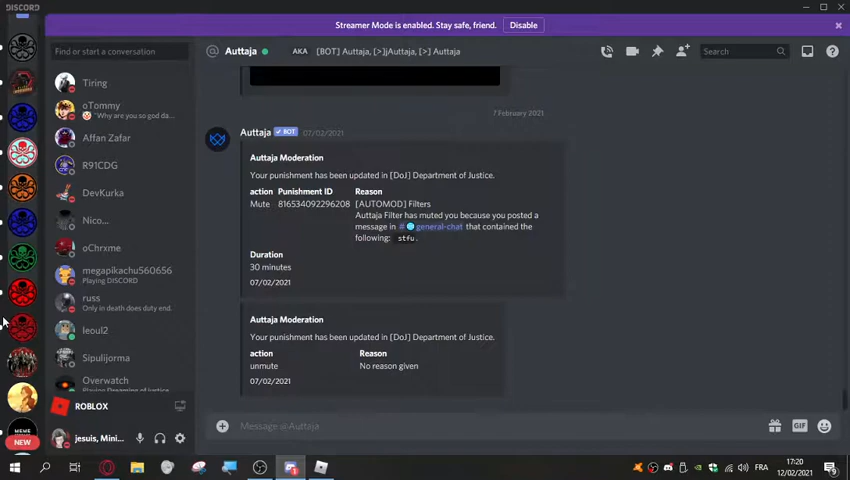 DISCORD
Streamer Mode is enabled. Stay safe, friend.
Disable
Find or start a conversation
@ Auttaja
AKA
[BOT] Auttaja, [>]jAuttaja, [>] Auttaja
Search
Tiring
oTommy
"Why are you so god da...
Affan Zafar
R91CDG
DevKurka
Nico...
oChrxme
megapikachu560656
Playing DISCORD
russ
Only in death does duty end.
leoul2
Sipulijorma
Overwatch
ROBLOX
jesuis, Mini...
NEW
7 February 2021
Auttaja
BOT
07/02/2021
Auttaja Moderation
Your punishment has been updated in [DoJ] Department of Justice.
action Punishment ID Reason
Mute 816534092296208 [AUTOMOD] Filters
Auttaja Filter has muted you because you posted a
message in #general-chat that contained the
following: stfu.
Duration
30 minutes
07/02/2021
Auttaja Moderation
Your punishment has been updated in [DoJ] Department of Justice.
action Reason
unmute No reason given
07/02/2021
Message @Auttaja
GIF
FRA
17:20
12/02/2021